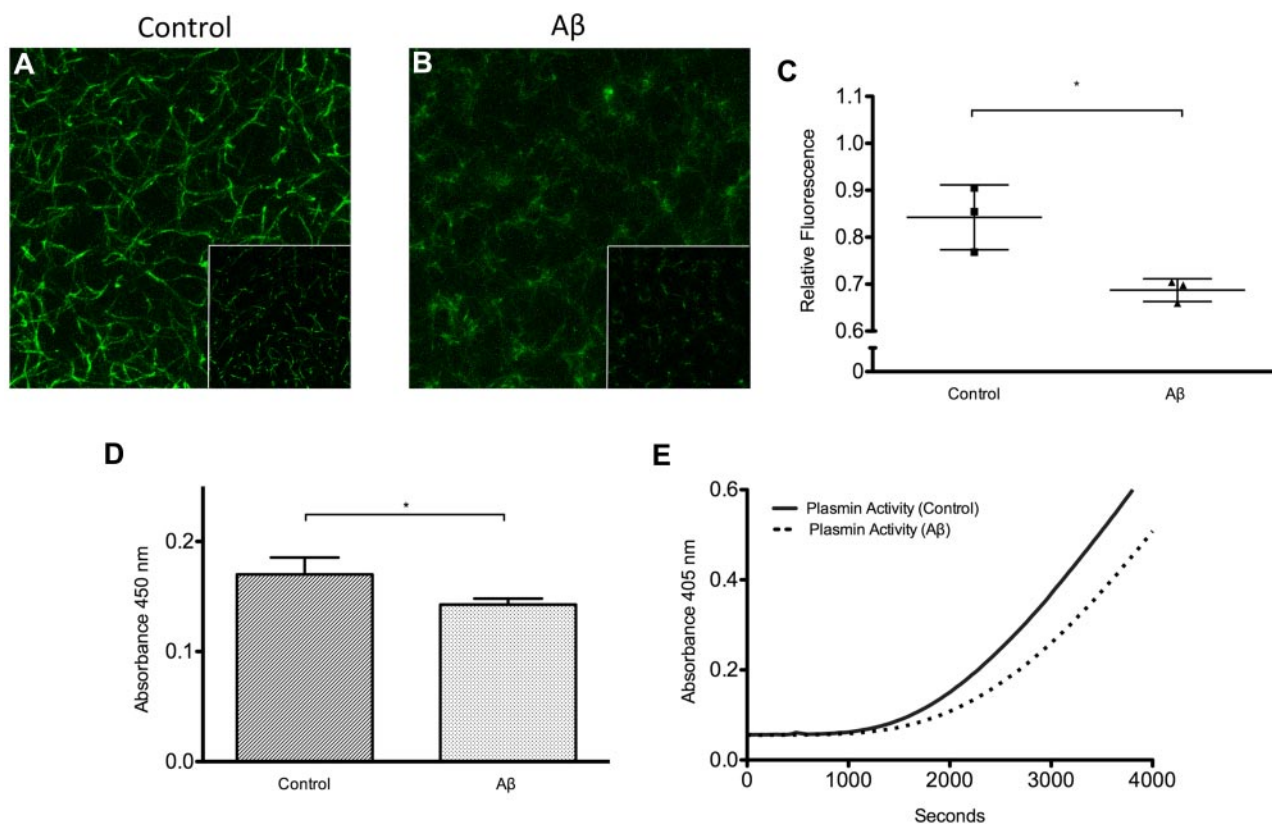 Control
Aβ
A
B
C
*
1.1
1.0
0.9
0.8
0.7
0.6
0
Relative Fluorescence
Control
Aβ
D
*
0.2
0.1
0.0
Absorbance 450 nm
Control
Aβ
E
Plasmin Activity (Control)
Plasmin Activity (Aβ)
0.6
0.4
0.2
0.0
Absorbance 405 nm
0
1000
2000
3000
4000
Seconds